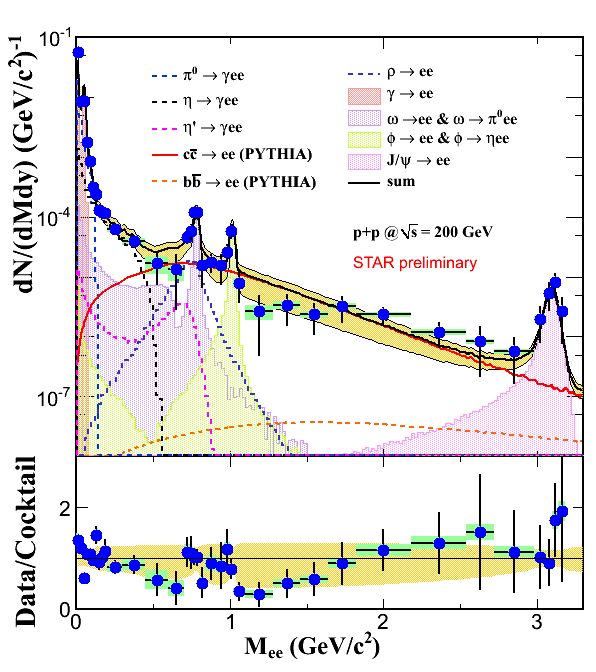 10⁻¹
10⁻⁴
10⁻⁷
dN/(dMdy) (GeV/c²)⁻¹
π⁰ → γee
η → γee
η' → γee
cc̅ → ee (PYTHIA)
bb̅ → ee (PYTHIA)
ρ → ee
γ → ee
ω → ee & ω → π⁰ee
ϕ → ee & ϕ → ηee
J/ψ → ee
sum
p+p @ √s = 200 GeV
STAR preliminary
Data/Cocktail
2
0
0 1 2 3
Mₑₑ (GeV/c²)